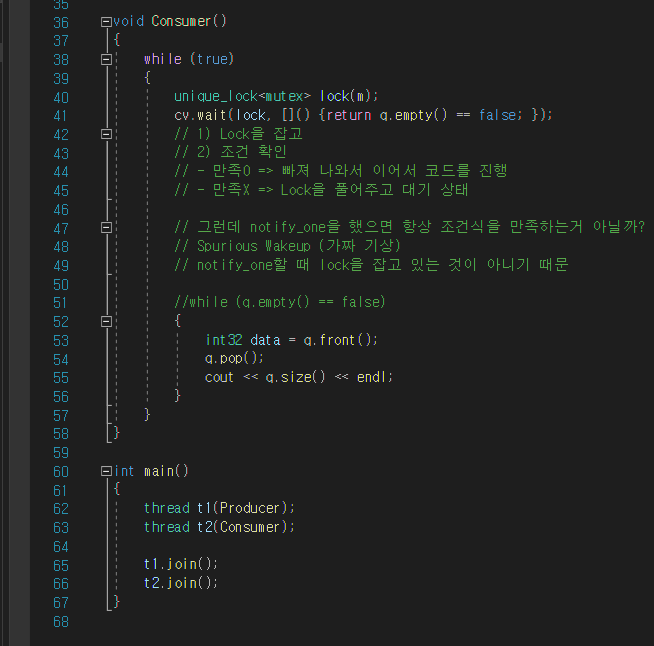 35
36 void Consumer()
37 {
38 while (true)
39 {
40 unique_lock<mutex> lock(m);
41 cv.wait(lock, []() {return q.empty() == false; });
42 // 1) Lock을 잡고
43 // 2) 조건 확인
44 // - 만족O => 빠져 나와서 이어서 코드를 진행
45 // - 만족X => Lock을 풀어주고 대기 상태
46
47 // 그런데 notify_one을 했으면 항상 조건식을 만족하는거 아닐까?
48 // Spurious Wakeup (가짜 기상)
49 // notify_one할 때 lock을 잡고 있는 것이 아니기 때문
50
51 //while (q.empty() == false)
52 {
53 int32 data = q.front();
54 q.pop();
55 cout << q.size() << endl;
56 }
57 }
58 }
59
60 int main()
61 {
62 thread t1(Producer);
63 thread t2(Consumer);
64
65 t1.join();
66 t2.join();
67 }
68